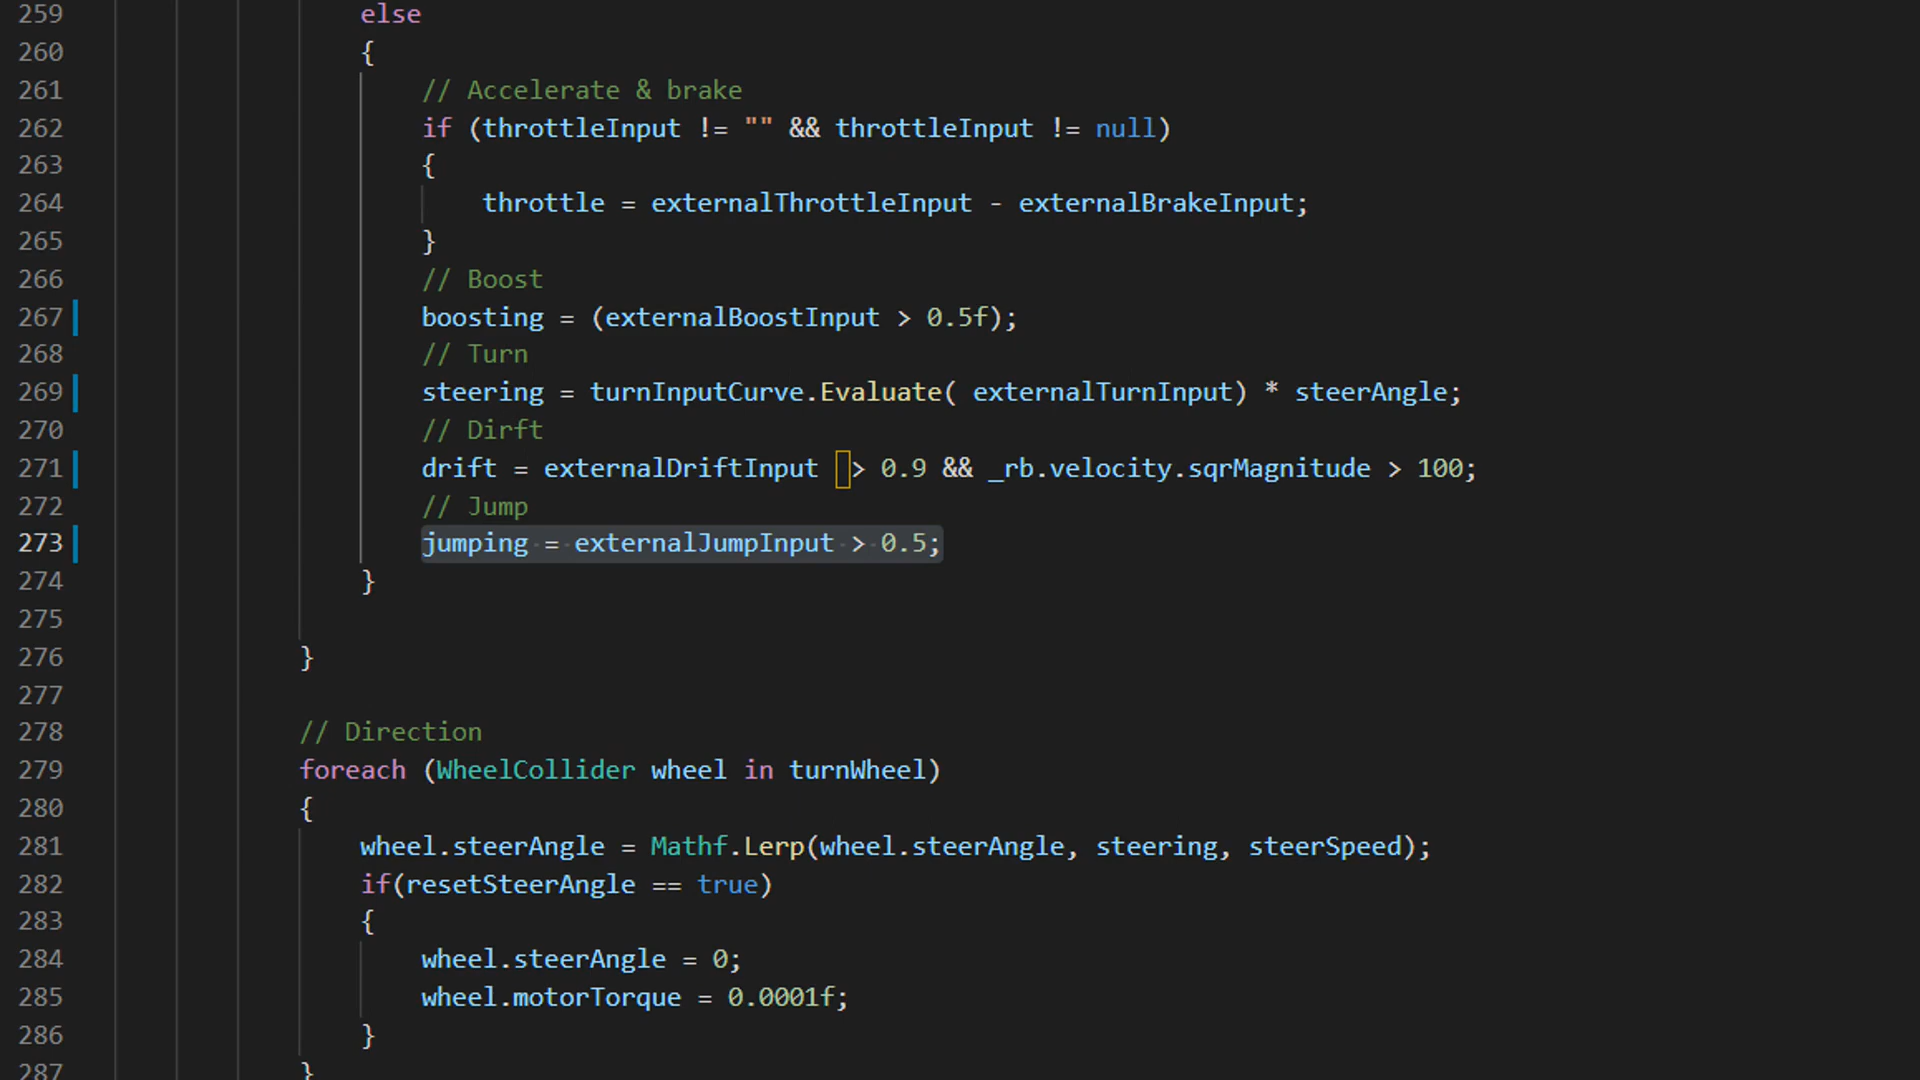 259 else
260 {
261 // Accelerate & brake
262 if (throttleInput != "" && throttleInput != null)
263 {
264 throttle = externalThrottleInput - externalBrakeInput;
265 }
266 // Boost
267 boosting = (externalBoostInput > 0.5f);
268 // Turn
269 steering = turnInputCurve.Evaluate( externalTurnInput) * steerAngle;
270 // Dirft
271 drift = externalDriftInput > 0.9 && _rb.velocity.sqrMagnitude > 100;
272 // Jump
273 jumping = externalJumpInput > 0.5;
274 }
275
276 }
277
278 // Direction
279 foreach (WheelCollider wheel in turnWheel)
280 {
281 wheel.steerAngle = Mathf.Lerp(wheel.steerAngle, steering, steerSpeed);
282 if(resetSteerAngle == true)
283 {
284 wheel.steerAngle = 0;
285 wheel.motorTorque = 0.0001f;
286 }
287 }